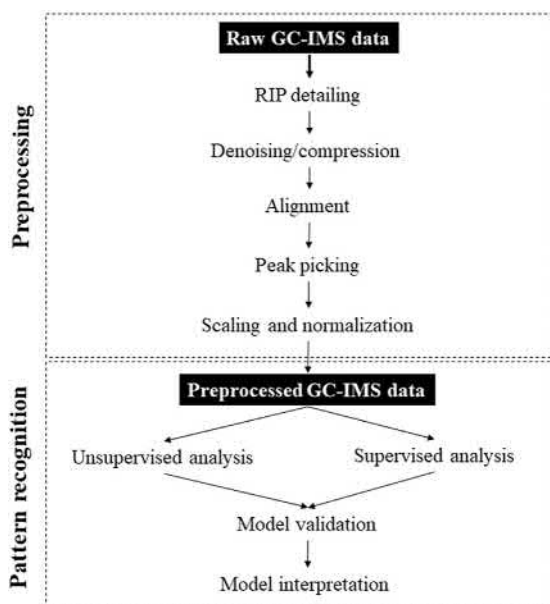 Preprocessing
Raw GC-IMS data
RIP detailing
Denoising/compression
Alignment
Peak picking
Scaling and normalization
Pattern recognition
Preprocessed GC-IMS data
Unsupervised analysis
Supervised analysis
Model validation
Model interpretation